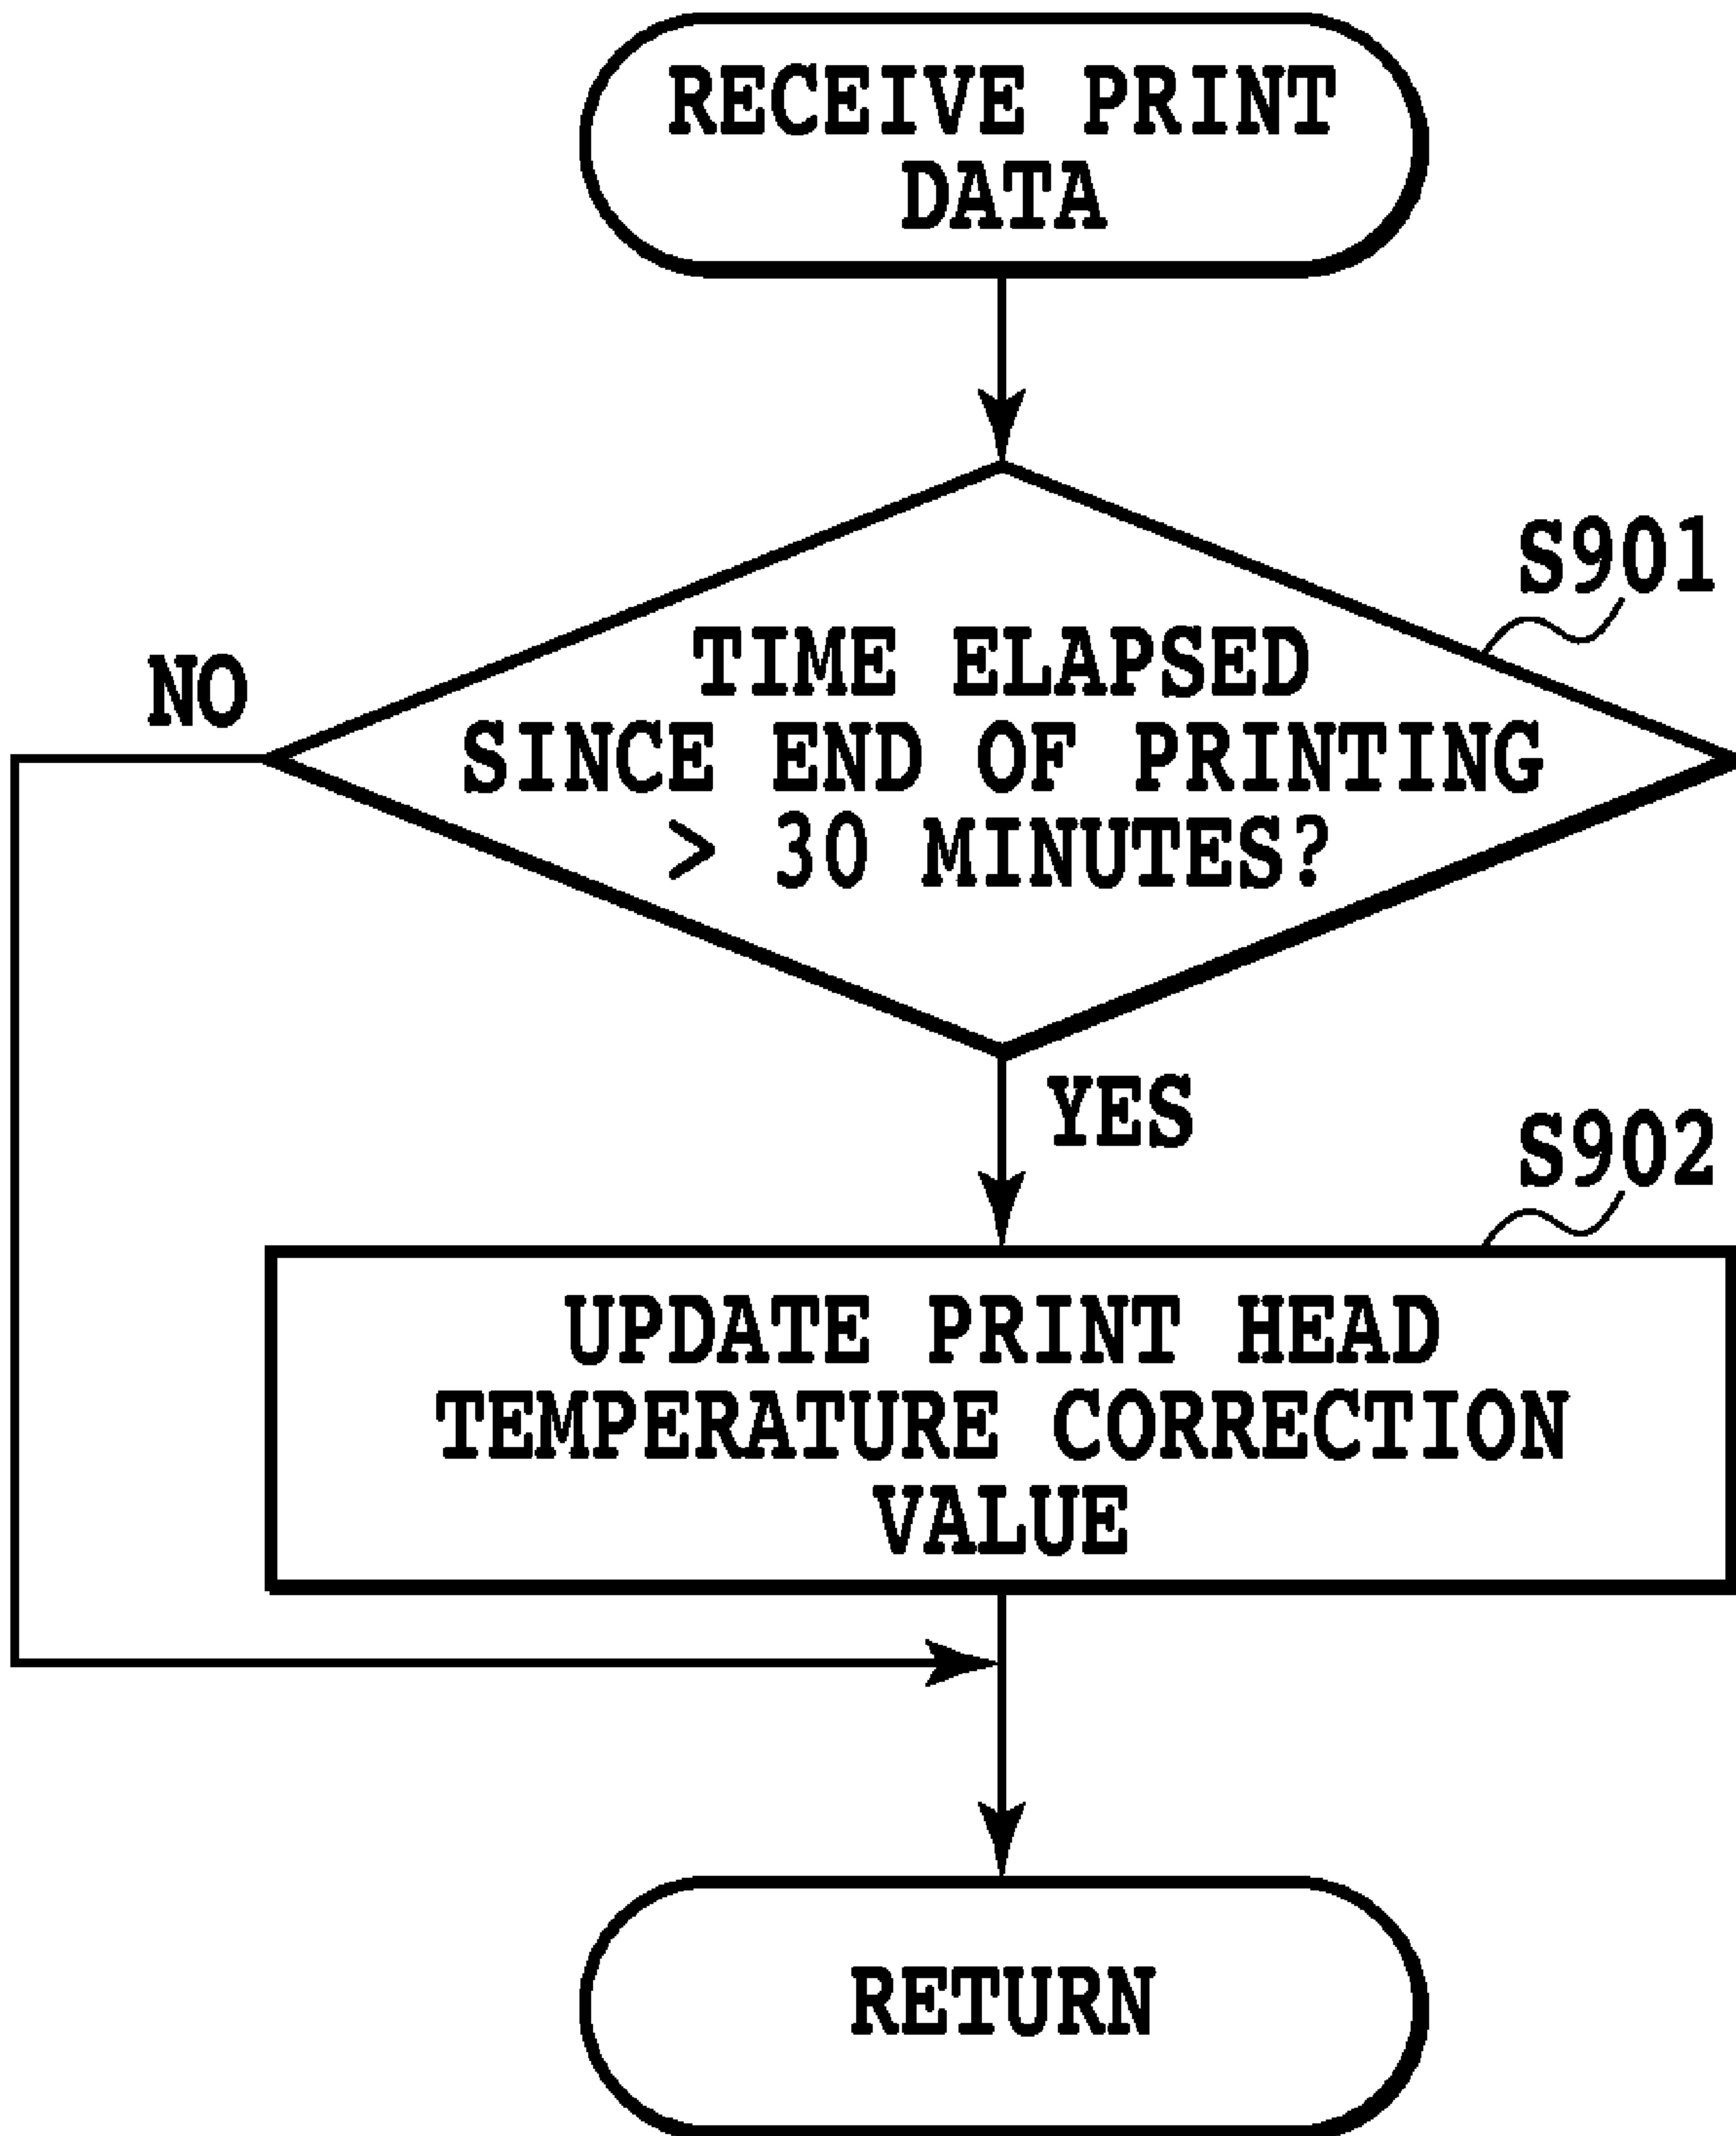 RECEIVE PRINT
DATA
S901
TIME ELAPSED
SINCE END OF PRINTING
> 30 MINUTES?
NO
YES
S902
UPDATE PRINT HEAD
TEMPERATURE CORRECTION
VALUE
RETURN